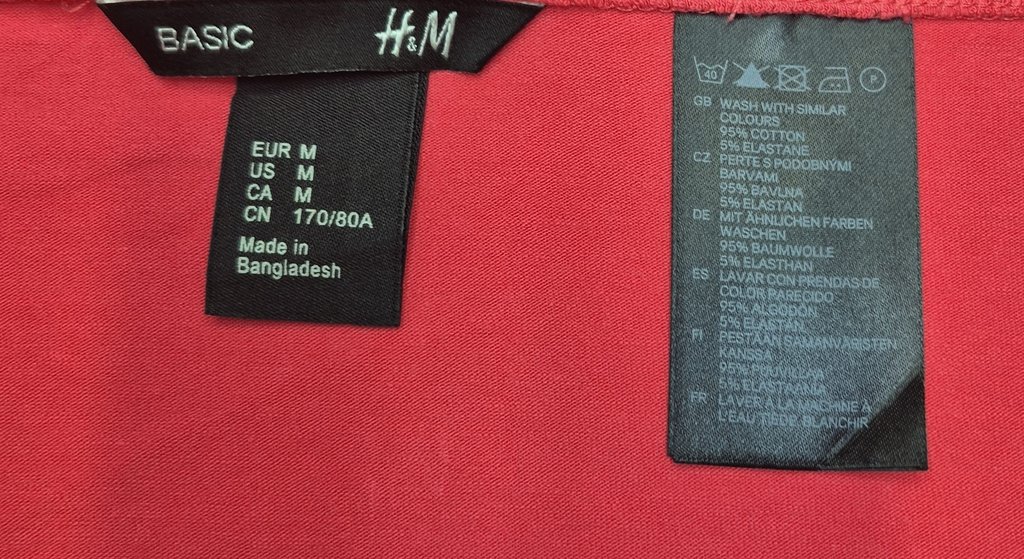 BASIC H&M
EUR M
US M
CA M
CN 170/80A
Made in
Bangladesh
40 P
GB WASH WITH SIMILAR
COLOURS
95% COTTON
5% ELASTANE
CZ PERTE S PODOBNÝMI
BARVAMI
95% BAVLNA
5% ELASTAN
DE MIT ÄHNLICHEN FARBEN
WASCHEN
95% BAUMWOLLE
5% ELASTHAN
ES LAVAR CON PRENDAS DE
COLOR PARECIDO
95% ALGODÓN
5% ELASTÁN
FI PESTÄÄN SAMANVÄRISTEN
KANSSA
95% PUUVILLAA
5% ELASTAANIA
FR LAVER A LA MACHINE A
L'EAU TIEDE. BLANCHIR